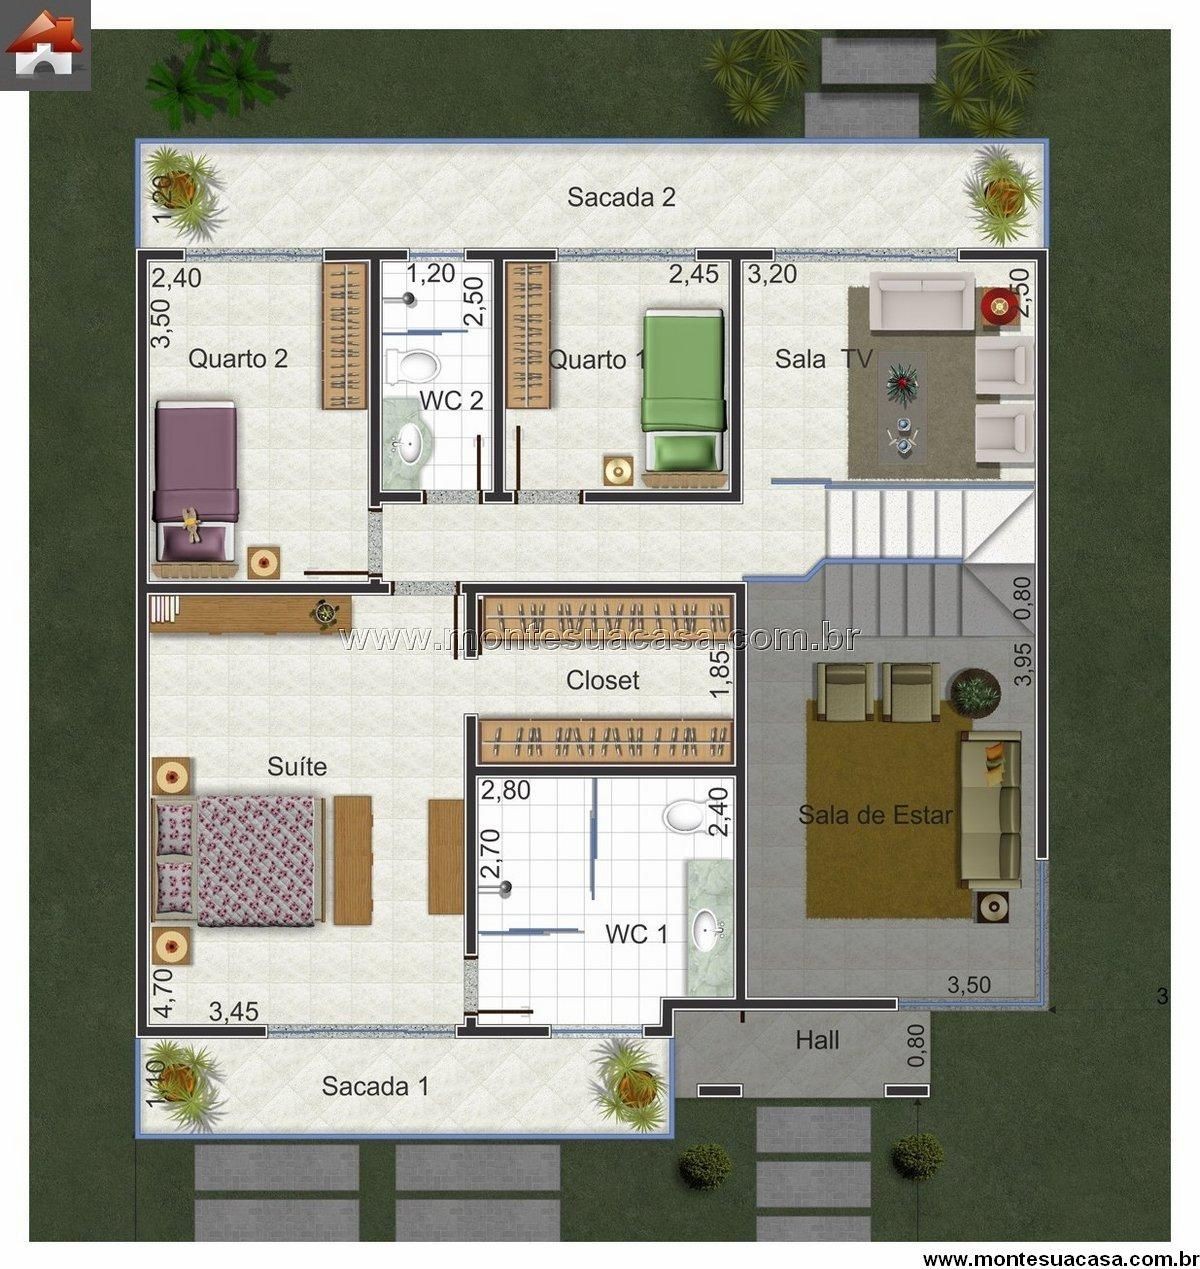 Sacada 2
1,20
2,40
1,20
2,45
3,20
2,50
3,50
2,50
Quarto 2
Quarto 1
Sala TV
WC 2
0,80
www.montesuacasa.com.br
3,95
Closet
1,85
Suíte
2,80
2,40
Sala de Estar
2,70
WC 1
4,70
3,45
3,50
3
Hall
0,80
1,10
Sacada 1
www.montesuacasa.com.br